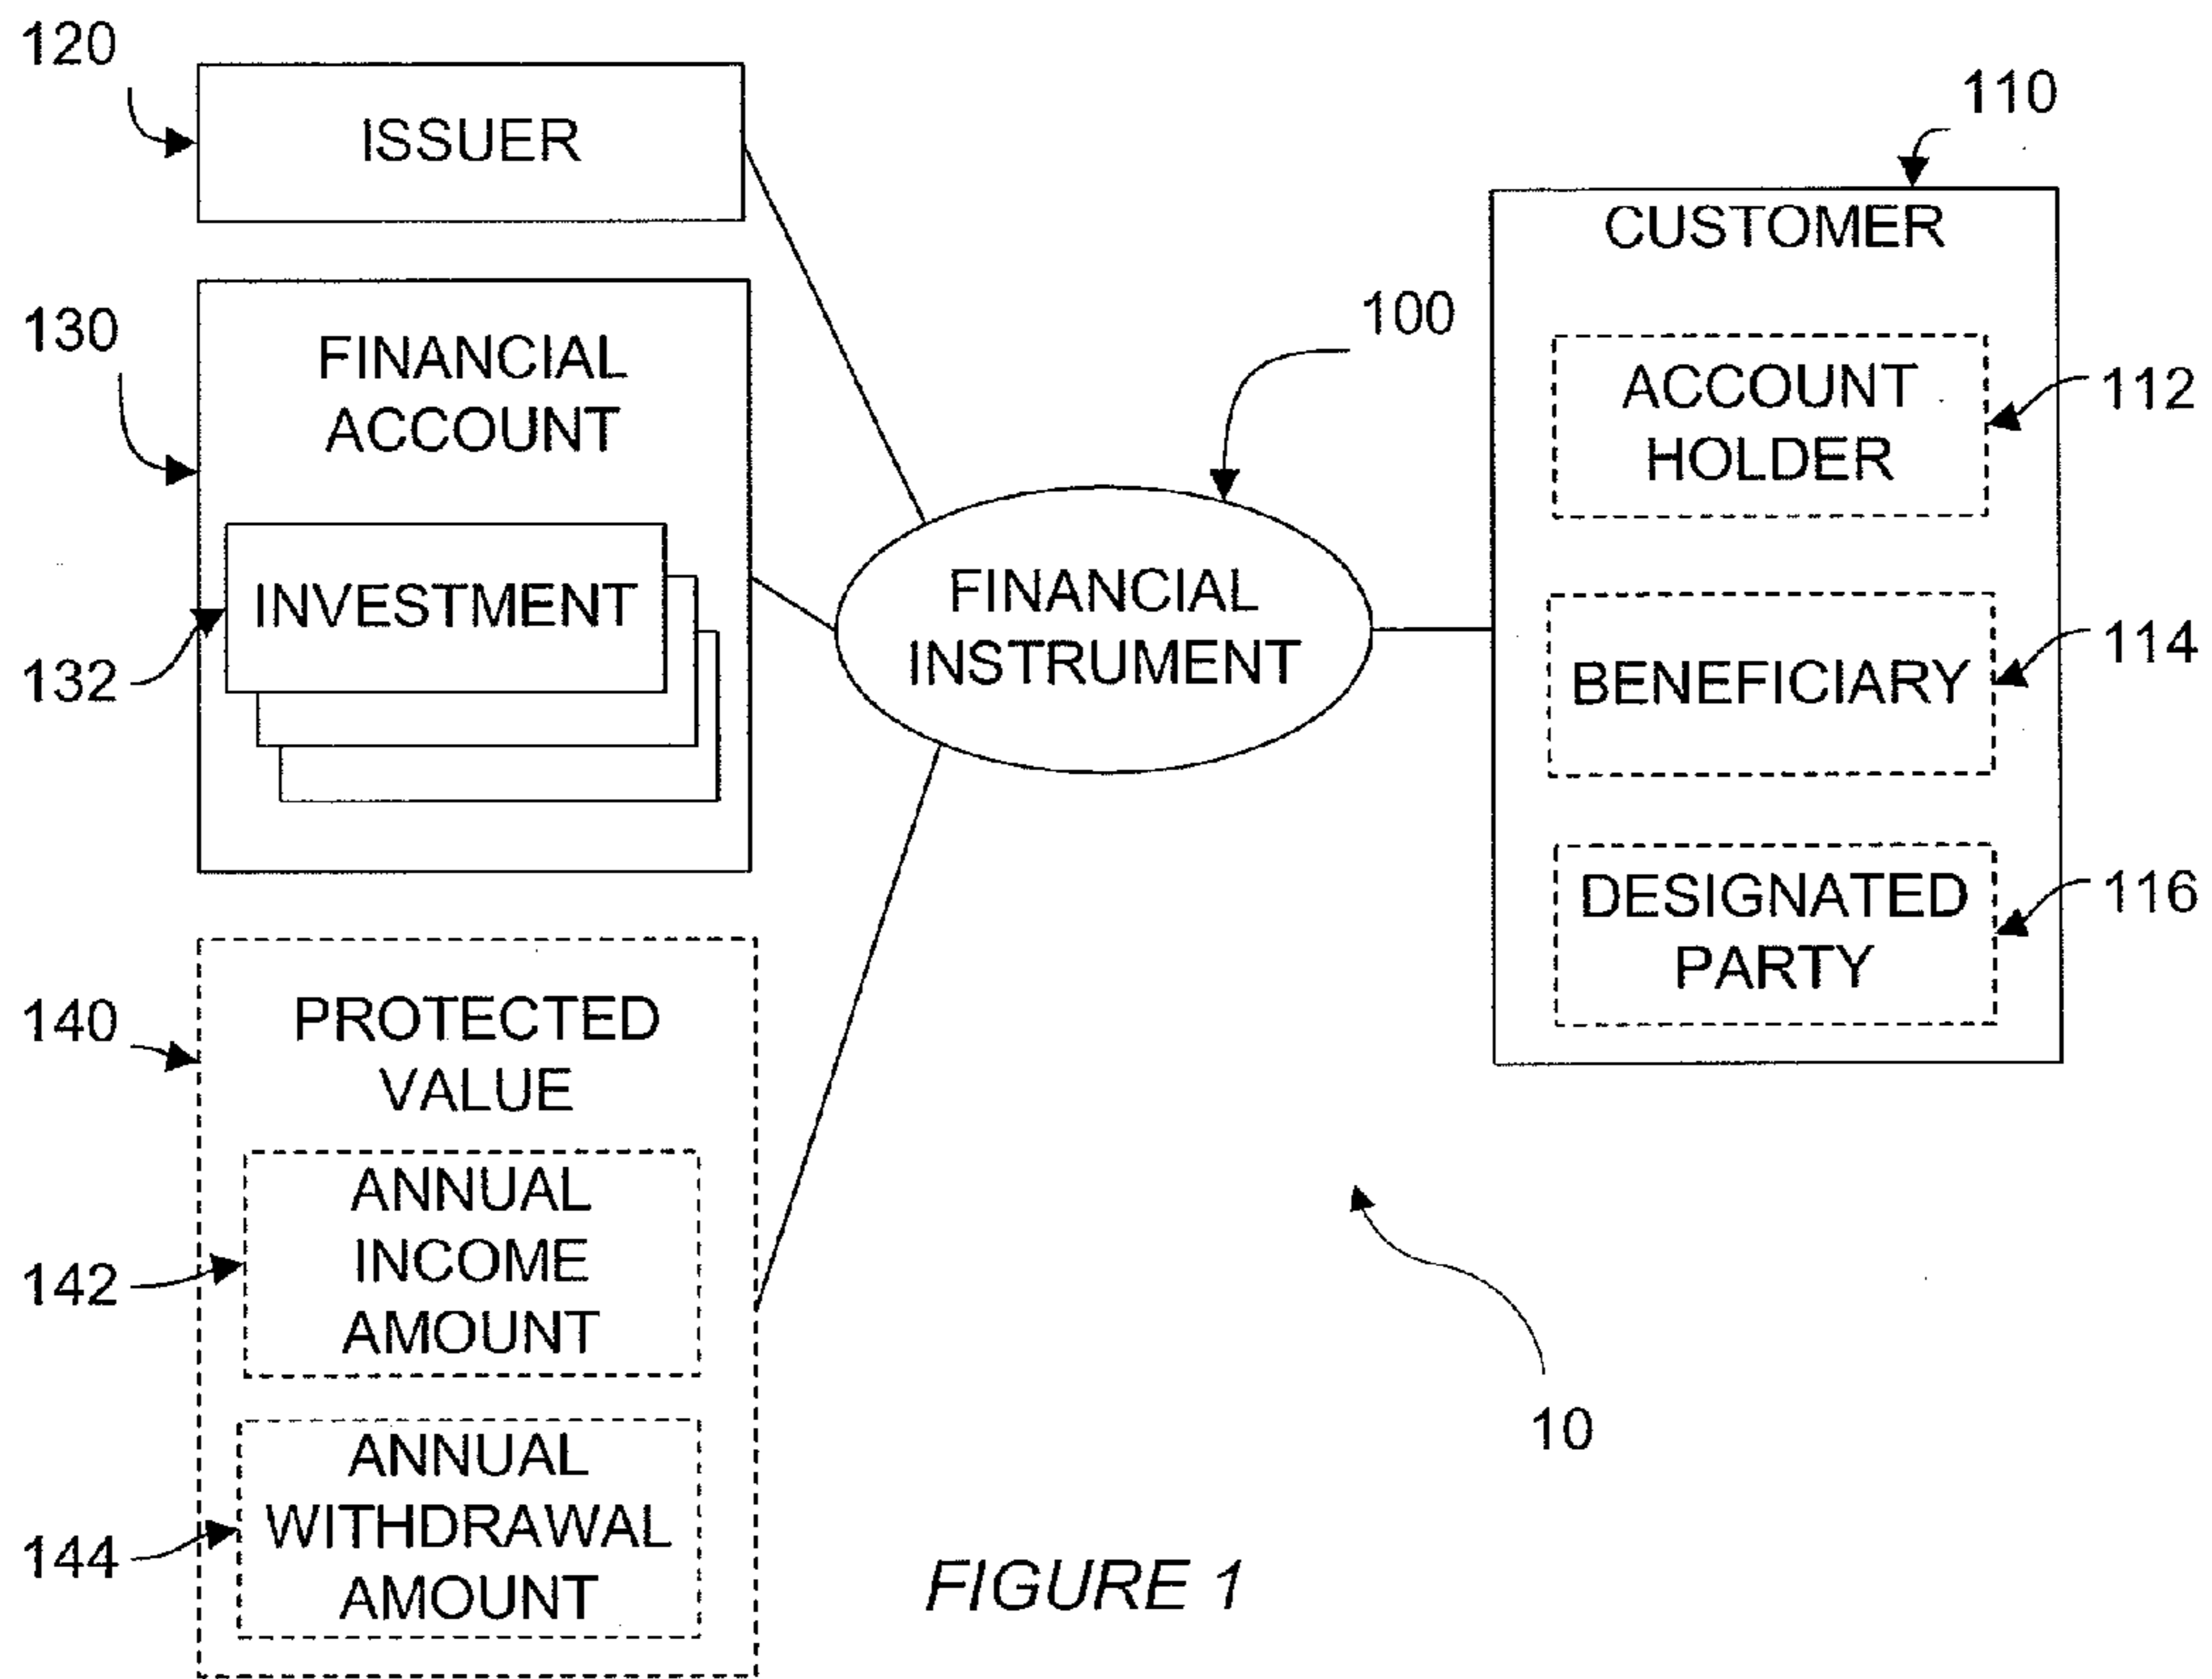 120
ISSUER
130
FINANCIAL
ACCOUNT
INVESTMENT
132
140
PROTECTED
VALUE
ANNUAL
INCOME
AMOUNT
142
ANNUAL
WITHDRAWAL
AMOUNT
144
100
FINANCIAL
INSTRUMENT
110
CUSTOMER
ACCOUNT
HOLDER
112
BENEFICIARY
114
DESIGNATED
PARTY
116
10
FIGURE 1